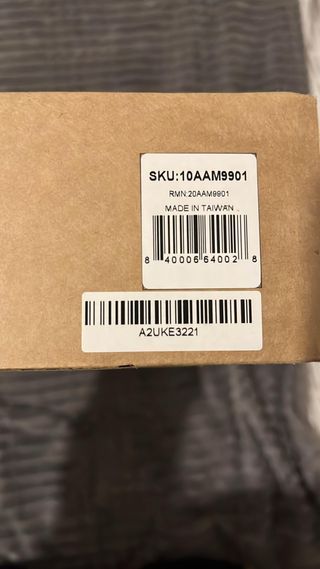 SKU:10AAM9901
RMN:20AAM9901
MADE IN TAIWAN
8 40006 64002 8
A2UKE3221